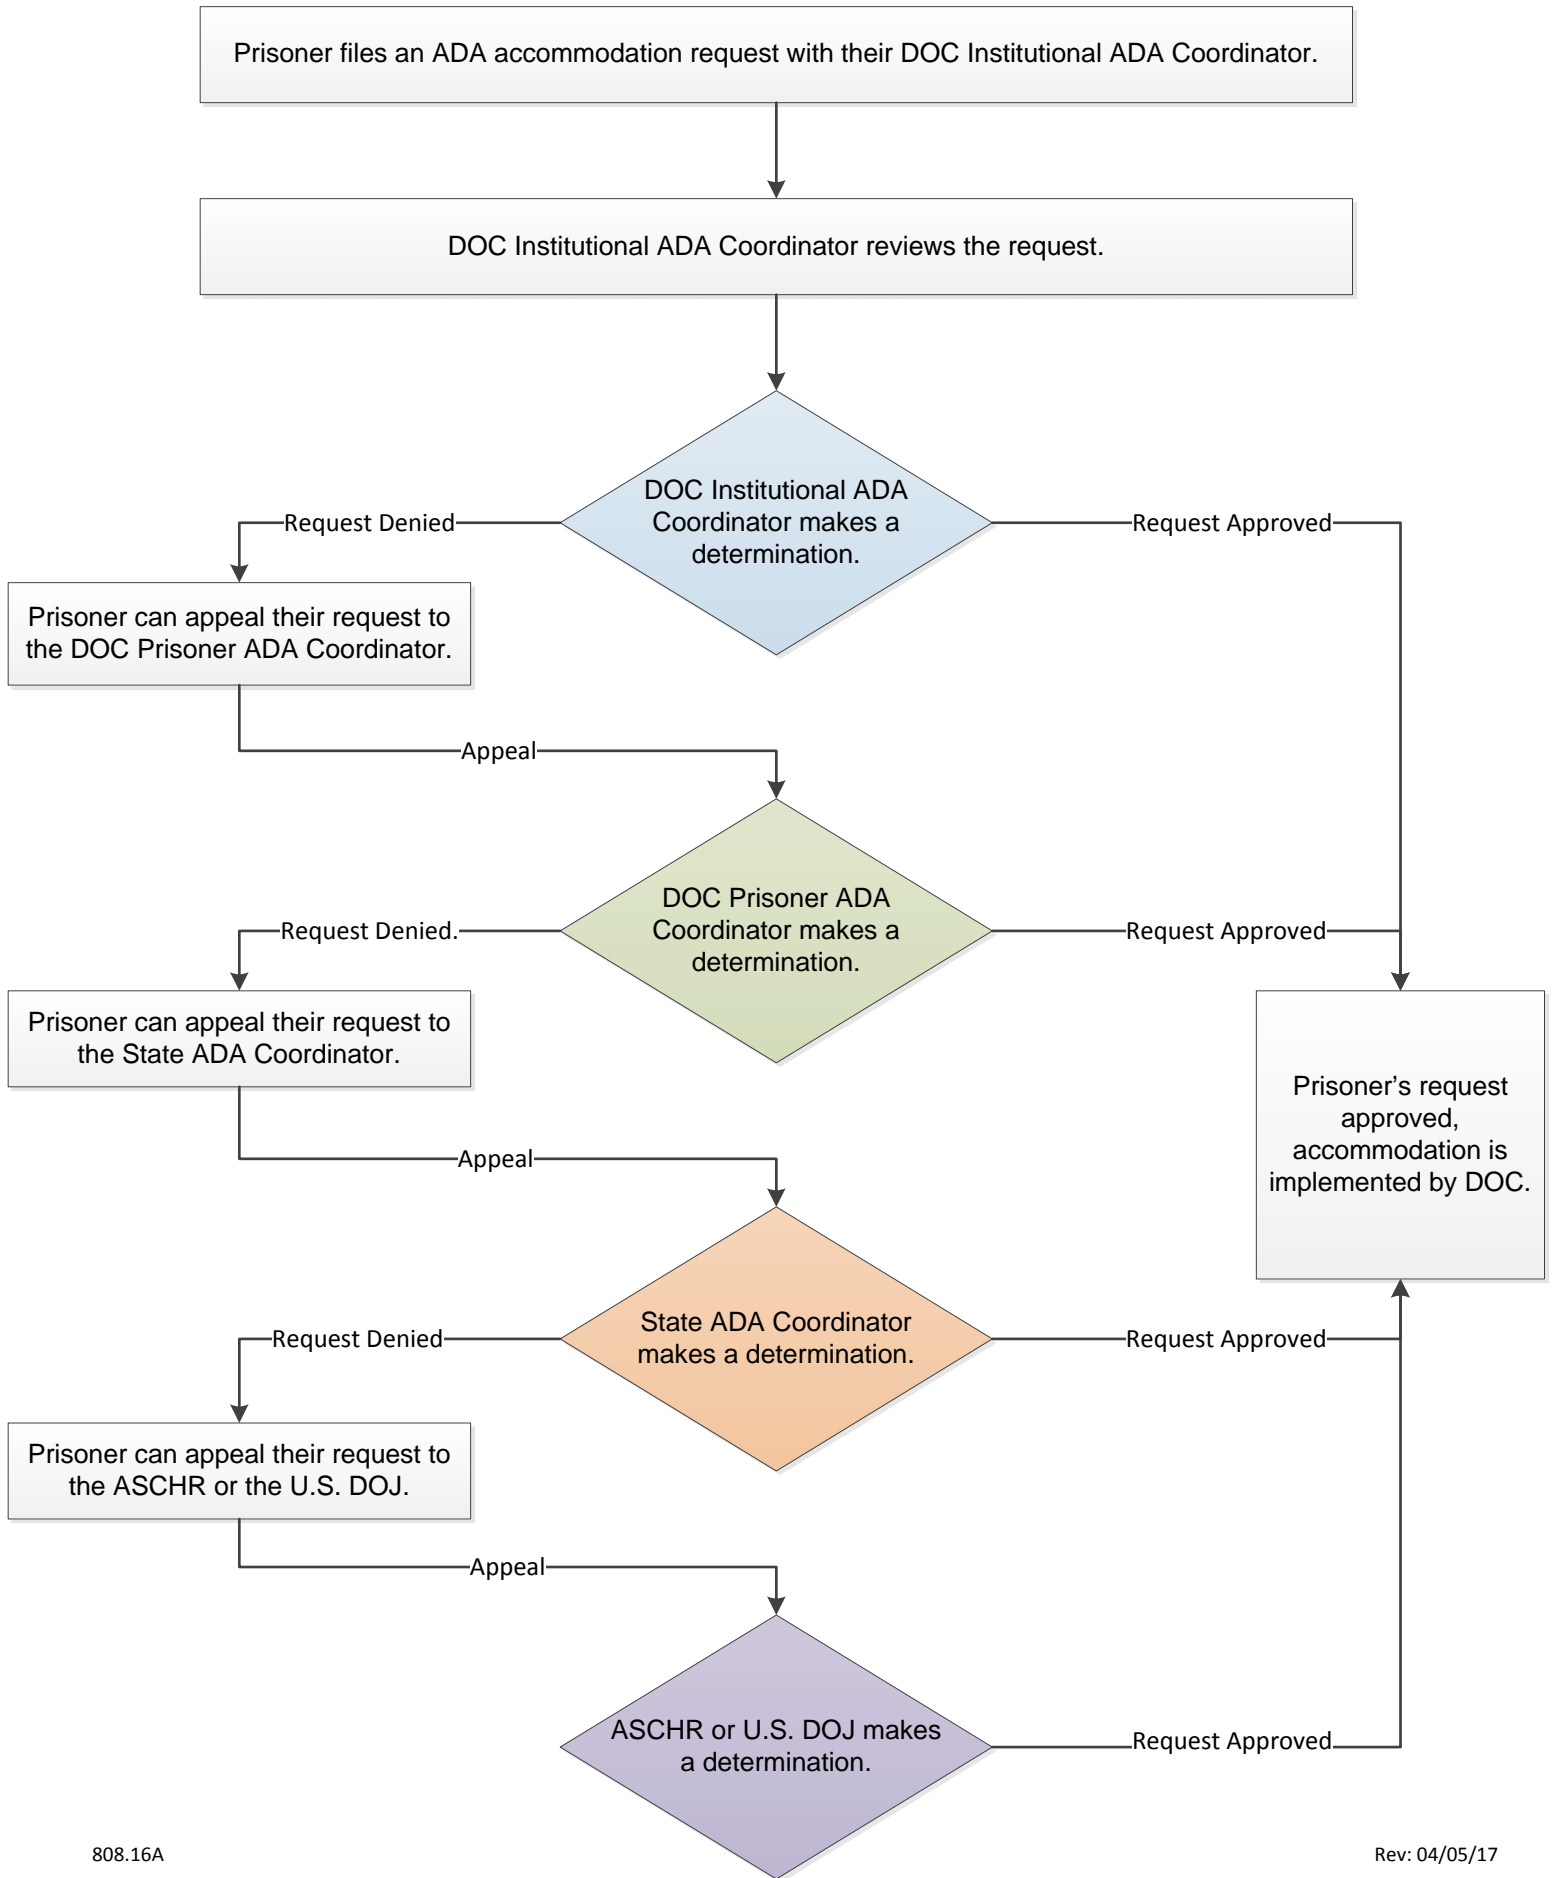 Prisoner files an ADA accommodation request with their DOC Institutional ADA Coordinator.
DOC Institutional ADA Coordinator reviews the request.
DOC Institutional ADA
Coordinator makes a
determination.
Request Denied
Request Approved
Prisoner can appeal their request to
the DOC Prisoner ADA Coordinator.
Appeal
DOC Prisoner ADA
Coordinator makes a
determination.
Request Denied.
Request Approved
Prisoner can appeal their request to
the State ADA Coordinator.
Prisoner’s request
approved,
accommodation is
implemented by DOC.
Appeal
State ADA Coordinator
makes a determination.
Request Denied
Request Approved
Prisoner can appeal their request to
the ASCHR or the U.S. DOJ.
Appeal
ASCHR or U.S. DOJ makes
a determination.
Request Approved
808.16A
Rev: 04/05/17